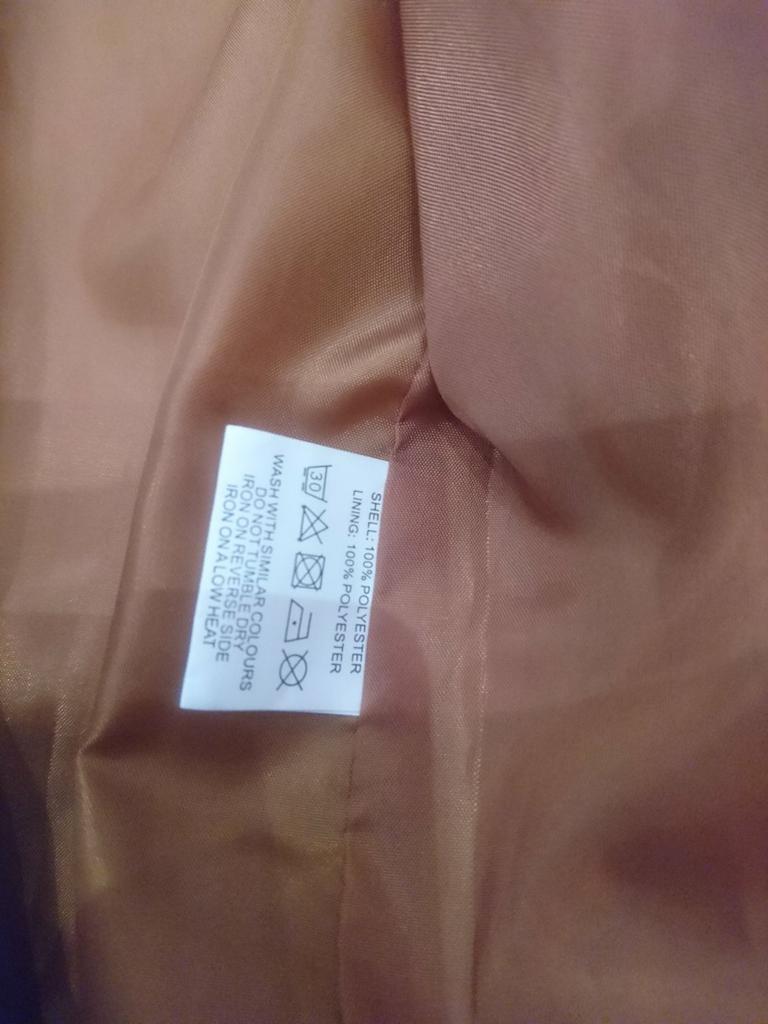 SHELL: 100% POLYESTER
LINING: 100% POLYESTER
30
WASH WITH SIMILAR COLOURS
DO NOT TUMBLE DRY
IRON ON REVERSE SIDE
IRON ON A LOW HEAT